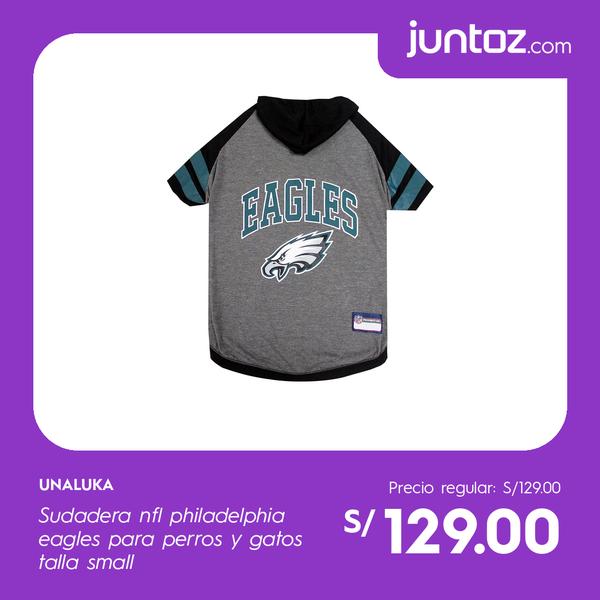 juntoz.com
EAGLES
UNALUKA
Sudadera nfl philadelphia
eagles para perros y gatos
talla small
Precio regular: S/129.00
S/ 129.00